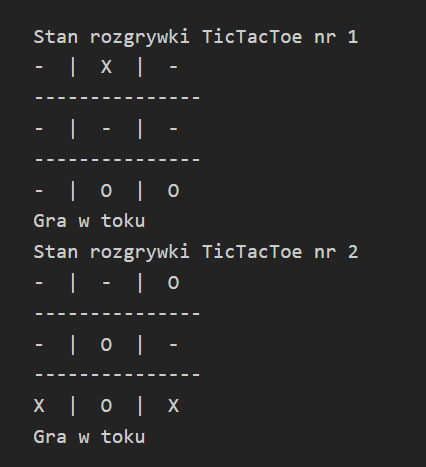 Stan rozgrywki TicTacToe nr 1
-  |  X  |  -
---------------
-  |  -  |  -
---------------
-  |  O  |  O
Gra w toku
Stan rozgrywki TicTacToe nr 2
-  |  -  |  O
---------------
-  |  O  |  -
---------------
X  |  O  |  X
Gra w toku